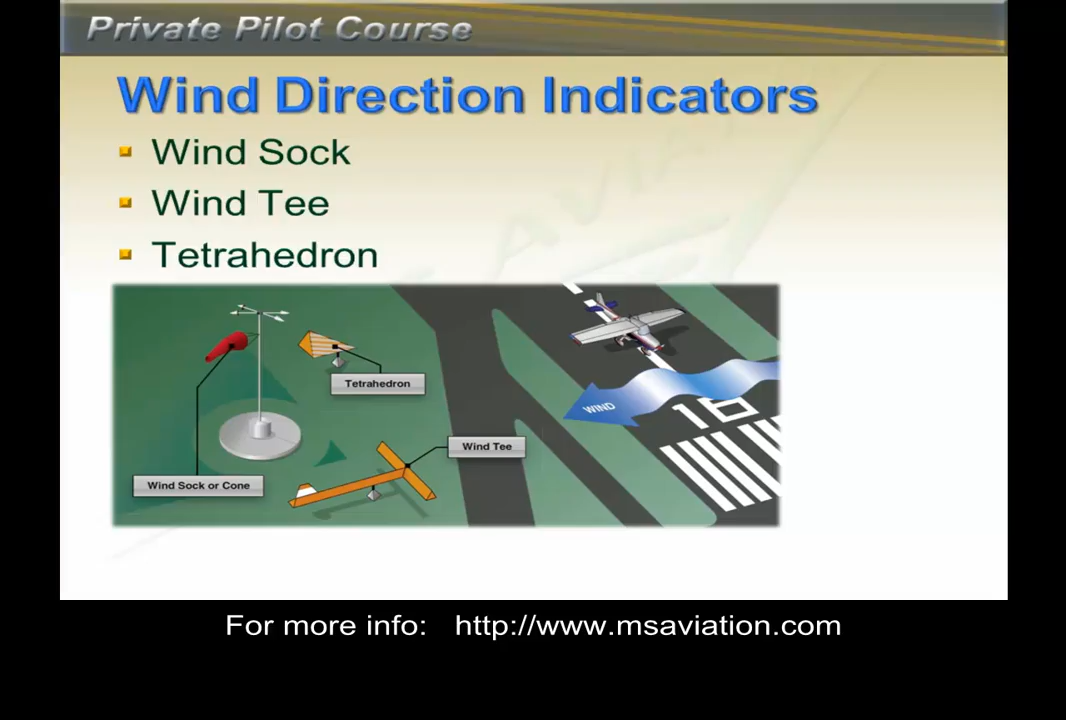 Private Pilot Course
Wind Direction Indicators
Wind Sock
Wind Tee
Tetrahedron
Tetrahedron
Wind Tee
Wind Sock or Cone
WIND
16
For more info: http://www.msaviation.com